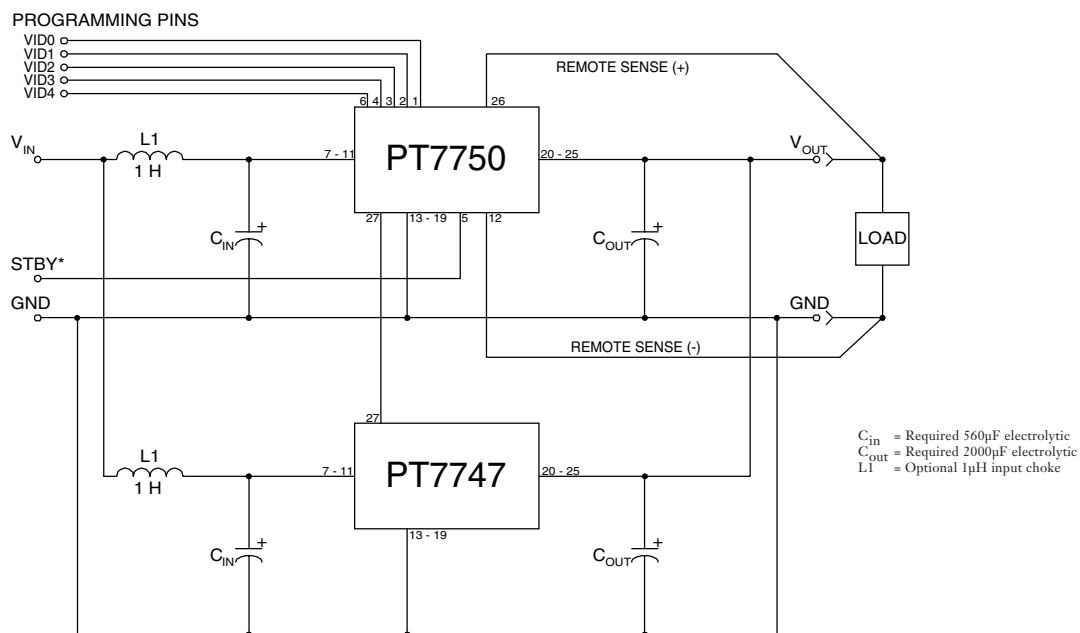 PROGRAMMING PINS
VID0
VID1
VID2
VID3
VID4
6 4 3 2 1
26
REMOTE SENSE (+)
VIN
L1
1 H
7 - 11
PT7750
20 - 25
VOUT
27
13 - 19
5
12
CIN
+
COUT
+
LOAD
STBY*
GND
GND
REMOTE SENSE (-)
27
L1
1 H
7 - 11
PT7747
20 - 25
13 - 19
CIN
+
COUT
+
Cin = Required 560µF electrolytic
Cout = Required 2000µF electrolytic
L1 = Optional 1µH input choke